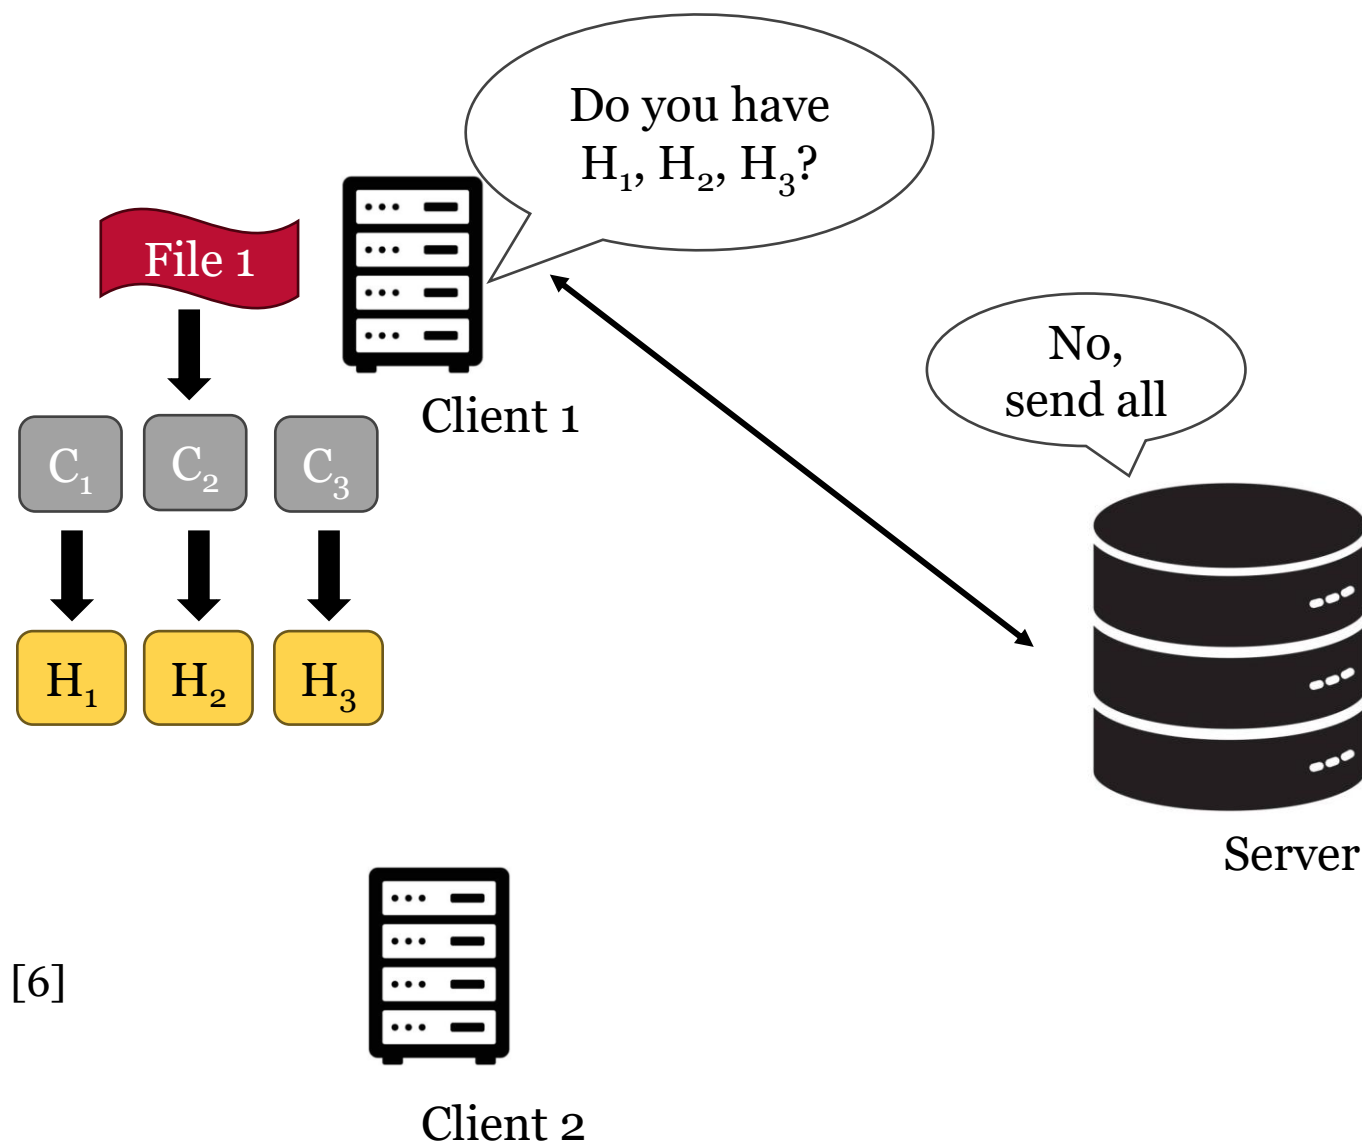 Do you have
H₁, H₂, H₃?
File 1
Client 1
No,
send all
C₁ C₂ C₃
H₁ H₂ H₃
Server
[6]
Client 2